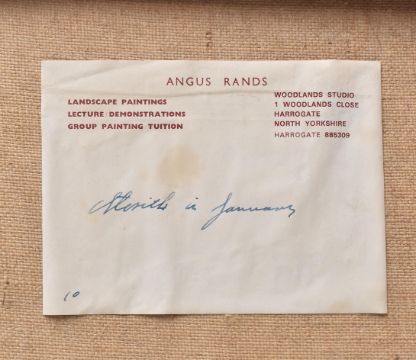 ANGUS RANDS
LANDSCAPE PAINTINGS
LECTURE/DEMONSTRATIONS
GROUP PAINTING TUITION
WOODLANDS STUDIO
1 WOODLANDS CLOSE
HARROGATE
NORTH YORKSHIRE
HARROGATE 885309
in January
10